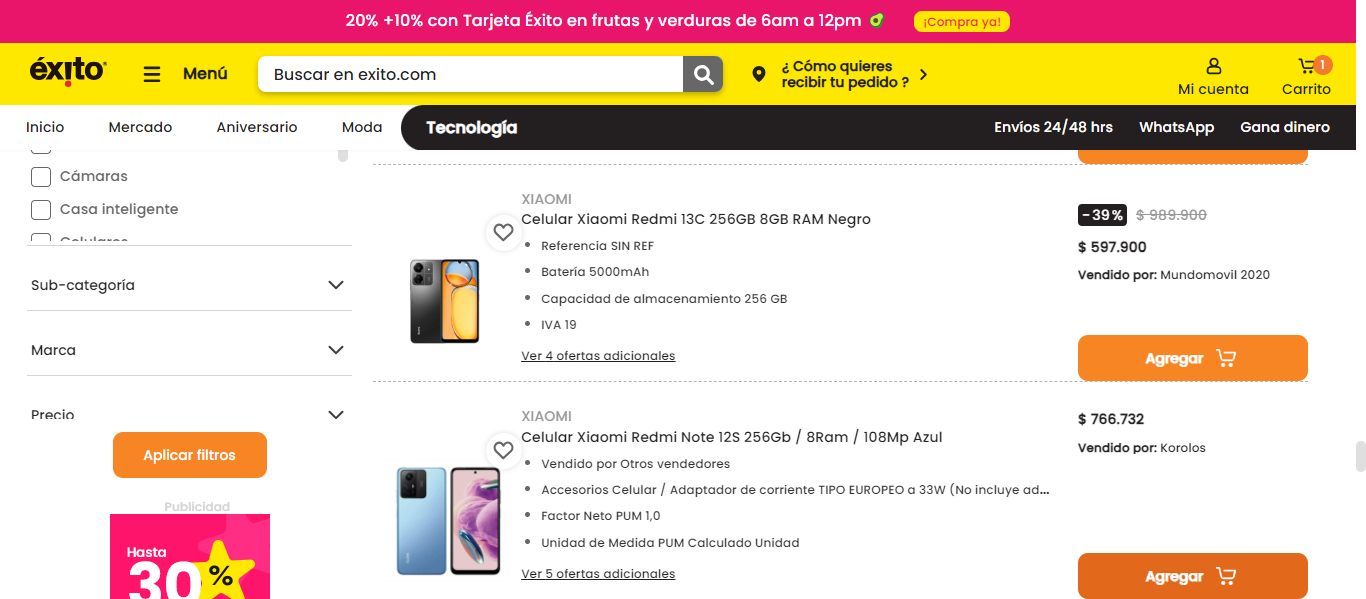 20% +10% con Tarjeta Éxito en frutas y verduras de 6am a 12pm
¡Compra ya!
éxito
Menú
Buscar en exito.com
¿ Cómo quieres
recibir tu pedido ?
Mi cuenta
1
Carrito
Inicio
Mercado
Aniversario
Moda
Tecnología
Envíos 24/48 hrs
WhatsApp
Gana dinero
Cámaras
Casa inteligente
Celulares
Sub-categoría
Marca
Precio
Aplicar filtros
Publicidad
Hasta
30%
XIAOMI
Celular Xiaomi Redmi 13C 256GB 8GB RAM Negro
Referencia SIN REF
Batería 5000mAh
Capacidad de almacenamiento 256 GB
IVA 19
Ver 4 ofertas adicionales
-39% $ 989.900
$ 597.900
Vendido por: Mundomovil 2020
Agregar
XIAOMI
Celular Xiaomi Redmi Note 12S 256Gb / 8Ram / 108Mp Azul
Vendido por Otros vendedores
Accesorios Celular / Adaptador de corriente TIPO EUROPEO a 33W (No incluye ad...
Factor Neto PUM 1,0
Unidad de Medida PUM Calculado Unidad
Ver 5 ofertas adicionales
$ 766.732
Vendido por: Korolos
Agregar